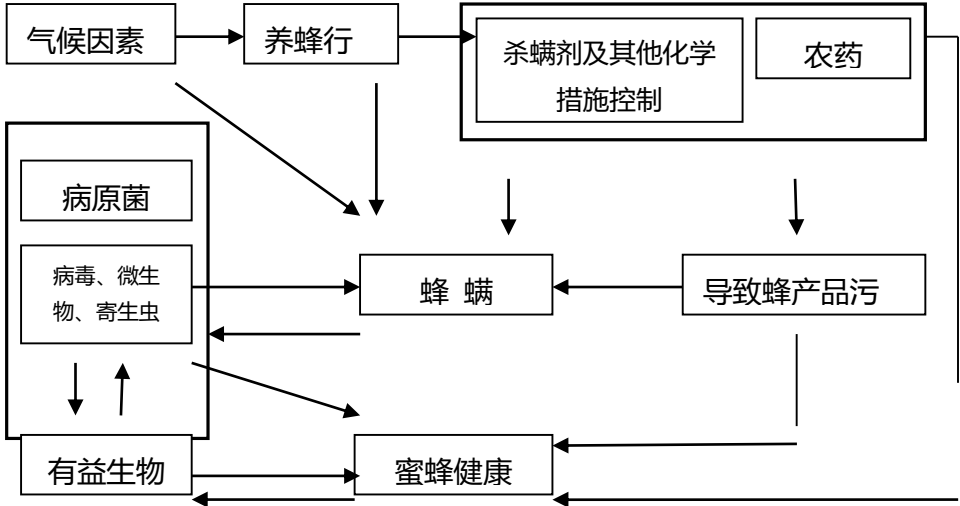 气候因素
养蜂行
杀螨剂及其他化学
措施控制
农药
病原菌
病毒、微生
物、寄生虫
蜂 螨
导致蜂产品污
有益生物
蜜蜂健康